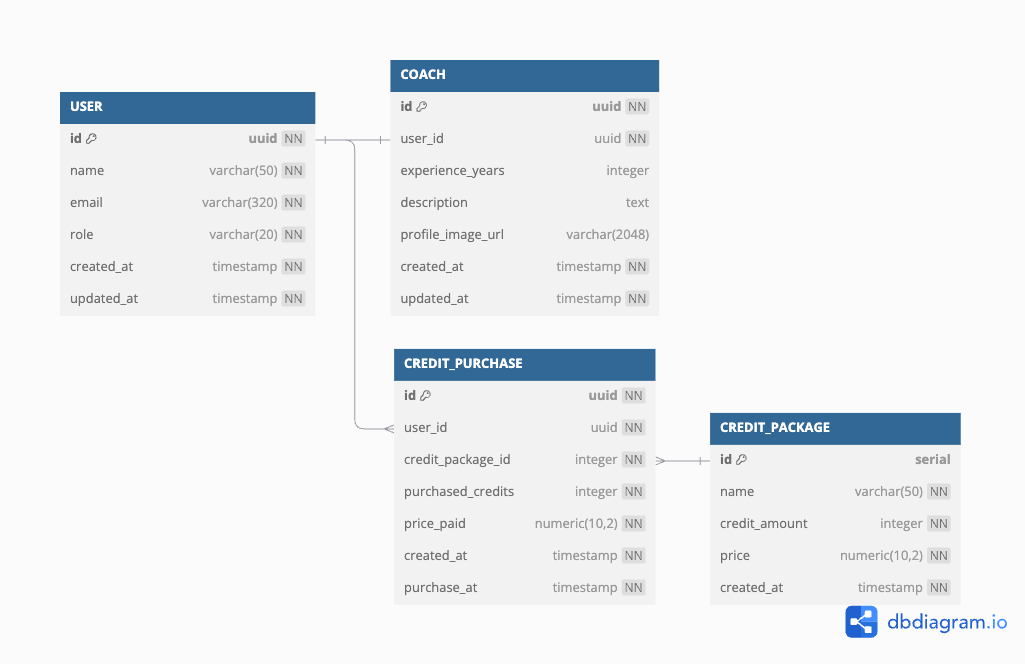 USER
id uuid NN
name varchar(50) NN
email varchar(320) NN
role varchar(20) NN
created_at timestamp NN
updated_at timestamp NN
COACH
id uuid NN
user_id uuid NN
experience_years integer
description text
profile_image_url varchar(2048)
created_at timestamp NN
updated_at timestamp NN
CREDIT_PURCHASE
id uuid NN
user_id uuid NN
credit_package_id integer NN
purchased_credits integer NN
price_paid numeric(10,2) NN
created_at timestamp NN
purchase_at timestamp NN
CREDIT_PACKAGE
id serial
name varchar(50) NN
credit_amount integer NN
price numeric(10,2) NN
created_at timestamp NN
dbdiagram.io